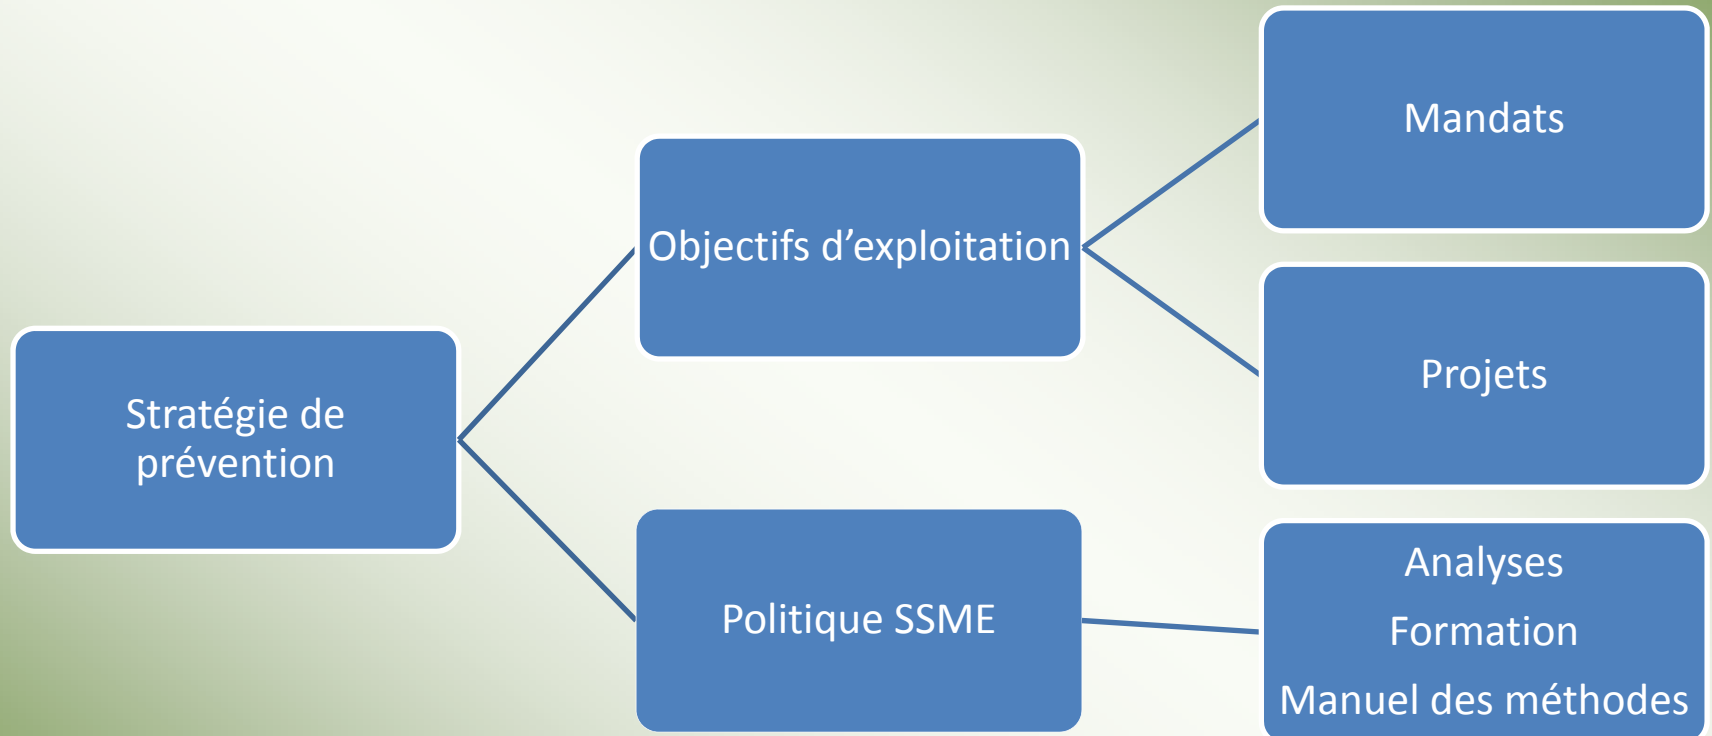 Stratégie de
prévention
Objectifs d’exploitation
Politique SSME
Mandats
Projets
Analyses
Formation
Manuel des méthodes